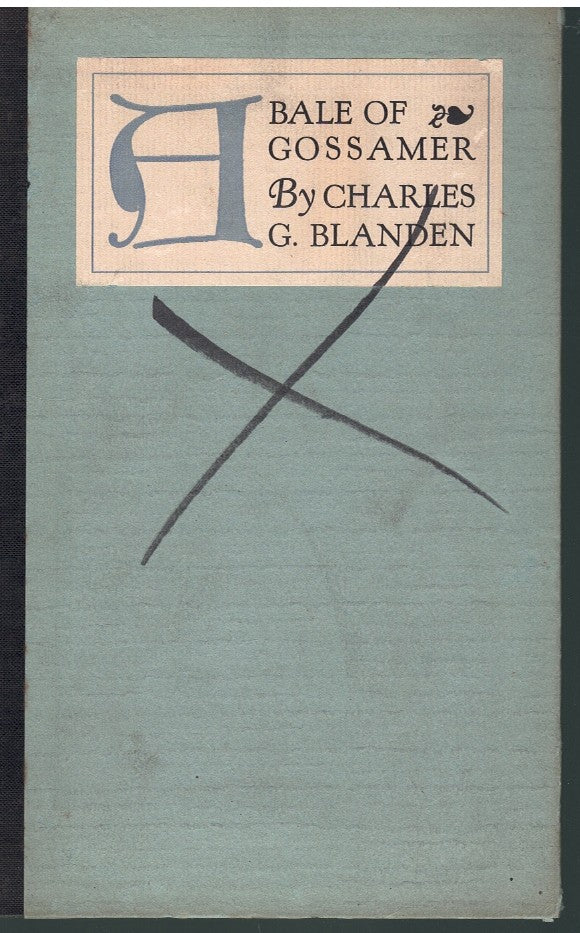 A BALE OF ❧
GOSSAMER
By CHARLES
G. BLANDEN